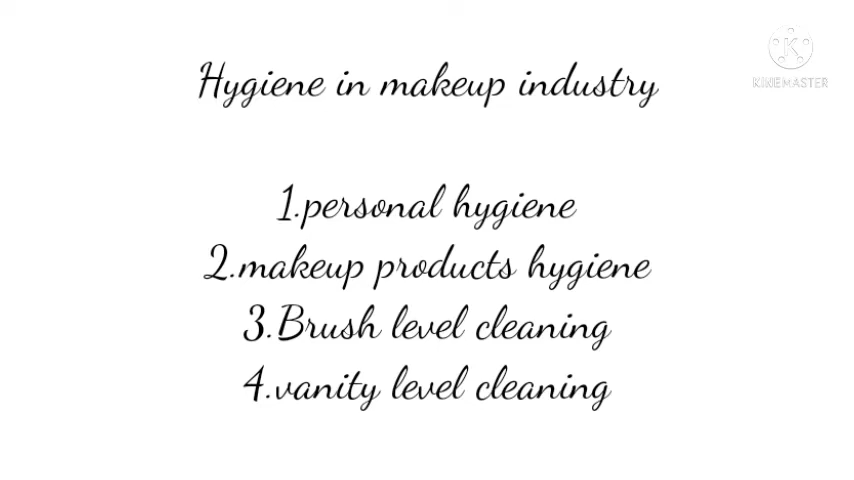 KINEMASTER
Hygiene in makeup industry
1.personal hygiene
2.makeup products hygiene
3.Brush level cleaning
4.vanity level cleaning